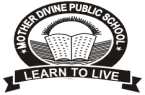 ★ MOTHER DIVINE PUBLIC SCHOOL ★
LEARN TO LIVE